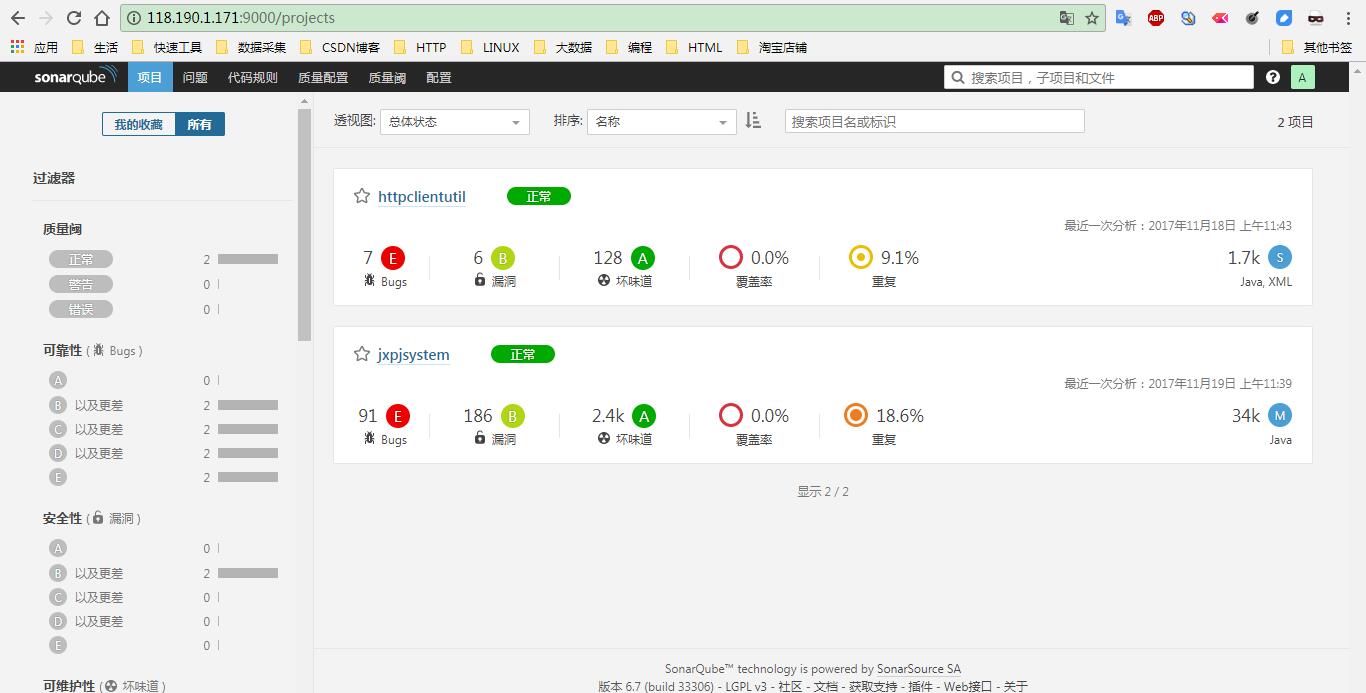 118.190.1.171:9000/projects
应用 生活 快速工具 数据采集 CSDN博客 HTTP LINUX 大数据 编程 HTML 淘宝店铺 其他书签
sonarqube 项目 问题 代码规则 质量配置 质量阈 配置 搜索项目，子项目和文件 ? A
我的收藏 所有
透视图: 总体状态 排序: 名称 搜索项目名或标识 2 项目
过滤器
质量阈
正常 2
警告 0
错误 0
可靠性 ( Bugs )
A 0
B 以及更差 2
C 以及更差 2
D 以及更差 2
E 2
安全性 ( 漏洞 )
A 0
B 以及更差 2
C 以及更差 0
D 以及更差 0
E 0
可维护性 ( 坏味道 )
httpclientutil 正常
最近一次分析：2017年11月18日 上午11:43
7 E 6 B 128 A 0.0% 9.1% 1.7k S
Bugs 漏洞 坏味道 覆盖率 重复 Java, XML
jxpjsystem 正常
最近一次分析：2017年11月19日 上午11:39
91 E 186 B 2.4k A 0.0% 18.6% 34k M
Bugs 漏洞 坏味道 覆盖率 重复 Java
显示 2 / 2
SonarQube™ technology is powered by SonarSource SA
版本 6.7 (build 33306) - LGPL v3 - 社区 - 文档 - 获取支持 - 插件 - Web接口 - 关于